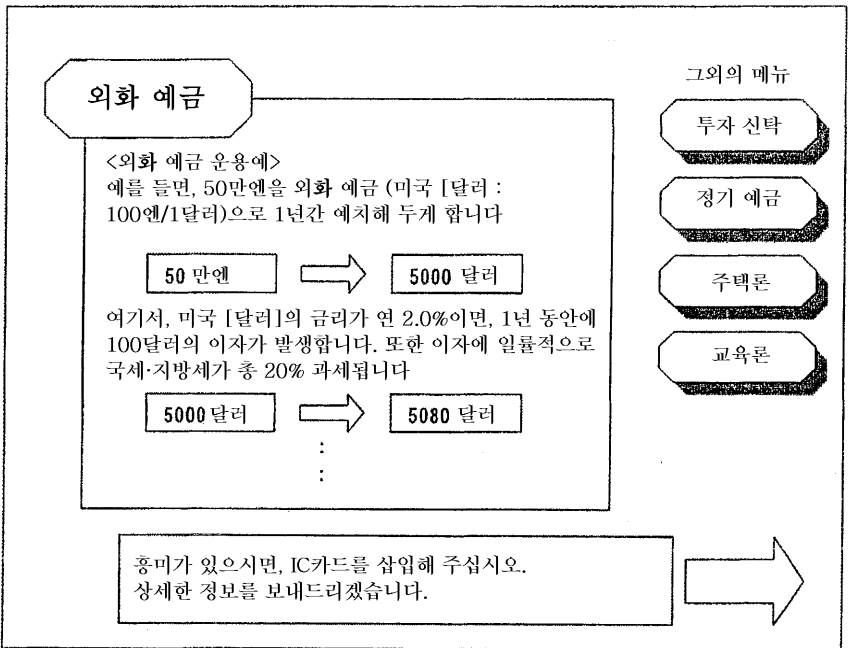 외화 예금
<외화 예금 운용예>
예를 들면, 50만엔을 외화 예금 (미국 [달러 :
100엔/1달러)으로 1년간 예치해 두게 합니다
50 만엔
5000 달러
여기서, 미국 [달러]의 금리가 연 2.0%이면, 1년 동안에
100달러의 이자가 발생합니다. 또한 이자에 일률적으로
국세·지방세가 총 20% 과세됩니다
5000 달러
5080 달러
:
:
그외의 메뉴
투자 신탁
정기 예금
주택론
교육론
흥미가 있으시면, IC카드를 삽입해 주십시오.
상세한 정보를 보내드리겠습니다.